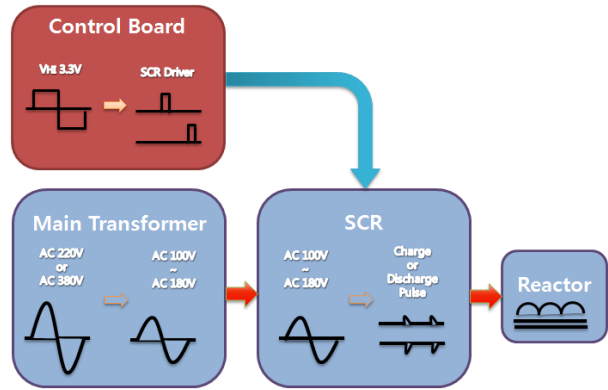 Control Board
VHI 3.3V
SCR Driver
Main Transformer
AC 220V
or
AC 380V
AC 100V
~
AC 180V
SCR
AC 100V
~
AC 180V
Charge
or
Discharge
Pulse
Reactor